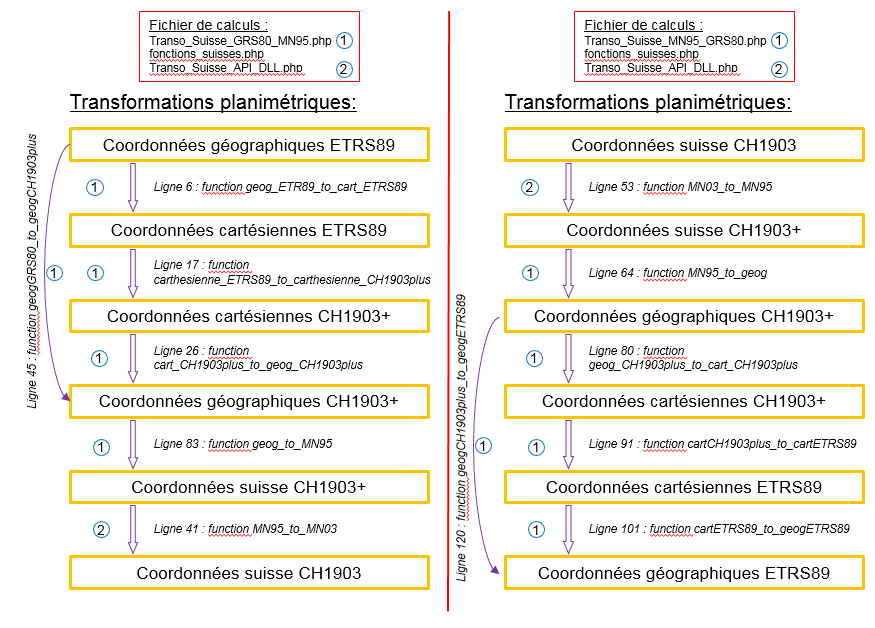 Fichier de calculs :
Transo_Suisse_GRS80_MN95.php 1
fonctions_suisses.php
Transo_Suisse_API_DLL.php 2
Transformations planimétriques:
Coordonnées géographiques ETRS89
1 Ligne 6 : function geog_ETR89_to_cart_ETRS89
Coordonnées cartésiennes ETRS89
1 Ligne 17 : function
carthesienne_ETRS89_to_carthesienne_CH1903plus
Coordonnées cartésiennes CH1903+
1 Ligne 26 : function
cart_CH1903plus_to_geog_CH1903plus
Coordonnées géographiques CH1903+
1 Ligne 83 : function geog_to_MN95
Coordonnées suisse CH1903+
2 Ligne 41 : function MN95_to_MN03
Coordonnées suisse CH1903
Ligne 45 : function geogGRS80_to_geogCH1903plus
1
Fichier de calculs :
Transo_Suisse_MN95_GRS80.php 1
fonctions_suisses.php
Transo_Suisse_API_DLL.php 2
Transformations planimétriques:
Coordonnées suisse CH1903
2 Ligne 53 : function MN03_to_MN95
Coordonnées suisse CH1903+
1 Ligne 64 : function MN95_to_geog
Coordonnées géographiques CH1903+
1 Ligne 80 : function
geog_CH1903plus_to_cart_CH1903plus
Coordonnées cartésiennes CH1903+
1 Ligne 91 : function cartCH1903plus_to_cartETRS89
Coordonnées cartésiennes ETRS89
1 Ligne 101 : function cartETRS89_to_geogETRS89
Coordonnées géographiques ETRS89
Ligne 120 : function geogCH1903plus_to_geogETRS89
1